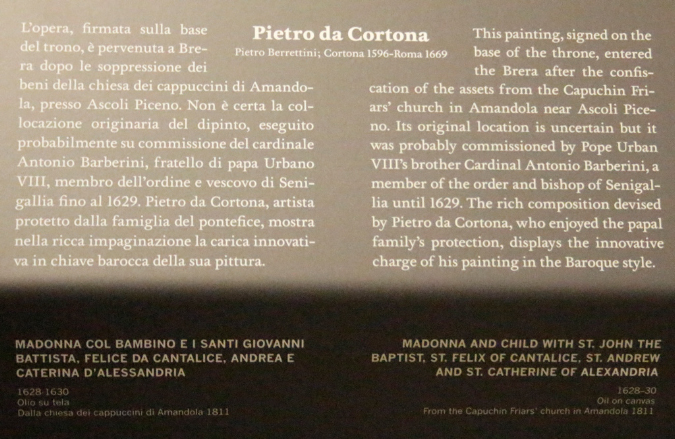 Pietro da Cortona
Pietro Berrettini; Cortona 1596-Roma 1669
L'opera, firmata sulla base
del trono, è pervenuta a Bre-
ra dopo le soppressione dei
beni della chiesa dei cappuccini di Amando-
la, presso Ascoli Piceno. Non è certa la col-
locazione originaria del dipinto, eseguito
probabilmente su commissione del cardinale
Antonio Barberini, fratello di papa Urbano
VIII, membro dell'ordine e vescovo di Seni-
gallia fino al 1629. Pietro da Cortona, artista
protetto dalla famiglia del pontefice, mostra
nella ricca impaginazione la carica innovati-
va in chiave barocca della sua pittura.
This painting, signed on the
base of the throne, entered
the Brera after the confis-
cation of the assets from the Capuchin Fri-
ars' church in Amandola near Ascoli Pice-
no. Its original location is uncertain but it
was probably commissioned by Pope Urban
VIII's brother Cardinal Antonio Barberini, a
member of the order and bishop of Senigal-
lia until 1629. The rich composition devised
by Pietro da Cortona, who enjoyed the papal
family's protection, displays the innovative
charge of his painting in the Baroque style.
MADONNA COL BAMBINO E I SANTI GIOVANNI
BATTISTA, FELICE DA CANTALICE, ANDREA E
CATERINA D'ALESSANDRIA
1628-1630
Olio su tela
Dalla chiesa dei cappuccini di Amandola 1811
MADONNA AND CHILD WITH ST. JOHN THE
BAPTIST, ST. FELIX OF CANTALICE, ST. ANDREW
AND ST. CATHERINE OF ALEXANDRIA
1628–30
Oil on canvas
From the Capuchin Friars' church in Amandola 1811